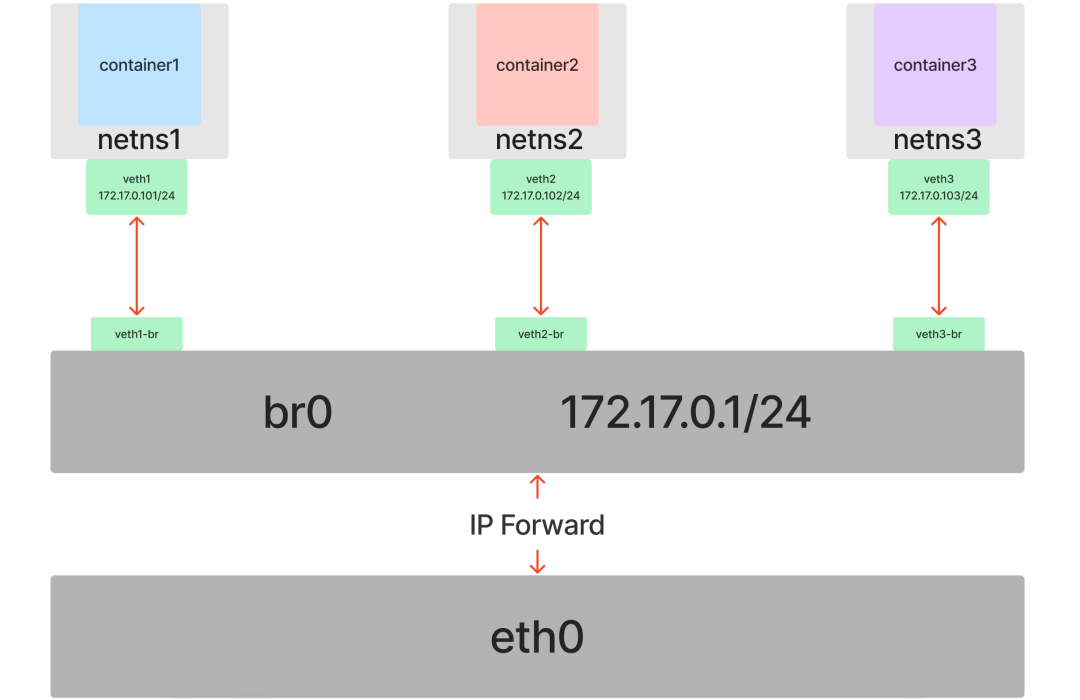 container1
container2
container3
netns1
netns2
netns3
veth1
172.17.0.101/24
veth2
172.17.0.102/24
veth3
172.17.0.103/24
veth1-br
veth2-br
veth3-br
br0
172.17.0.1/24
IP Forward
eth0